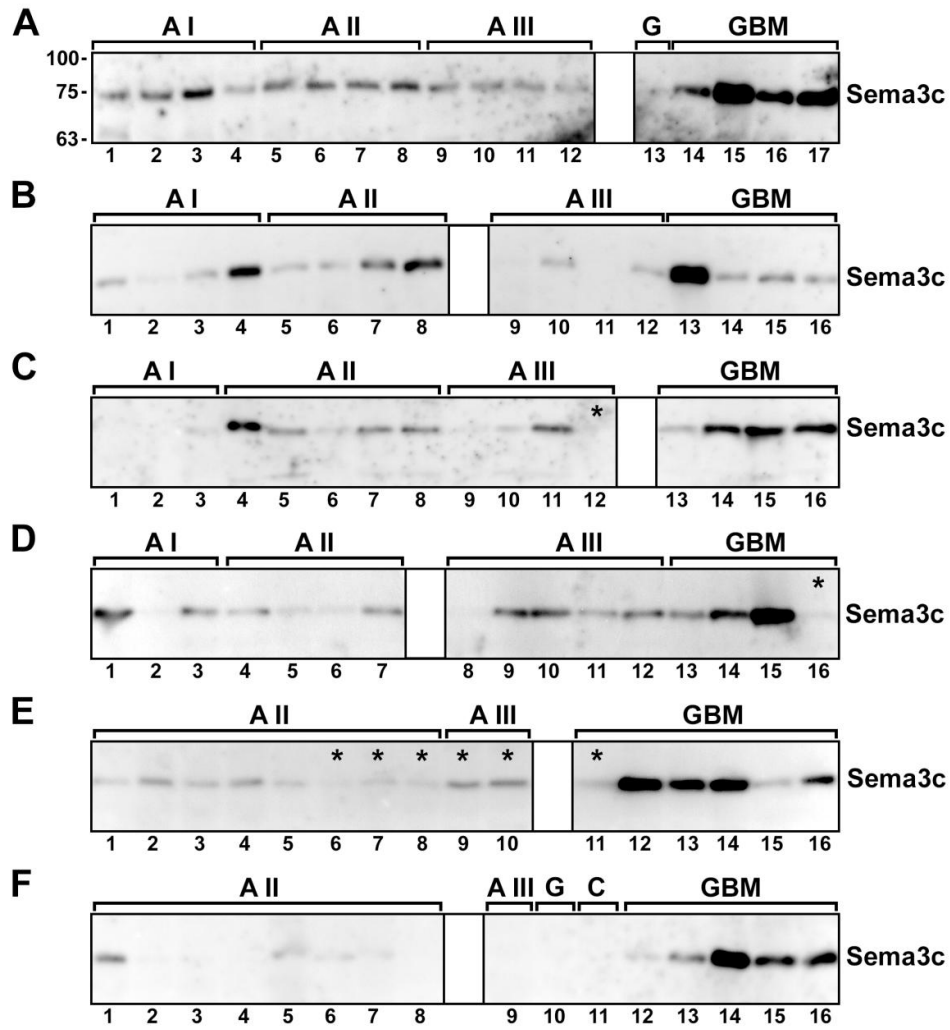 A
A I A II A III G GBM
100-
75-
63-
Sema3c
1 2 3 4 5 6 7 8 9 10 11 12 13 14 15 16 17
B
A I A II A III GBM
Sema3c
1 2 3 4 5 6 7 8 9 10 11 12 13 14 15 16
C
A I A II A III GBM
*
Sema3c
1 2 3 4 5 6 7 8 9 10 11 12 13 14 15 16
D
A I A II A III GBM
*
Sema3c
1 2 3 4 5 6 7 8 9 10 11 12 13 14 15 16
E
A II A III GBM
* * * * * *
Sema3c
1 2 3 4 5 6 7 8 9 10 11 12 13 14 15 16
F
A II A III G C GBM
Sema3c
1 2 3 4 5 6 7 8 9 10 11 12 13 14 15 16